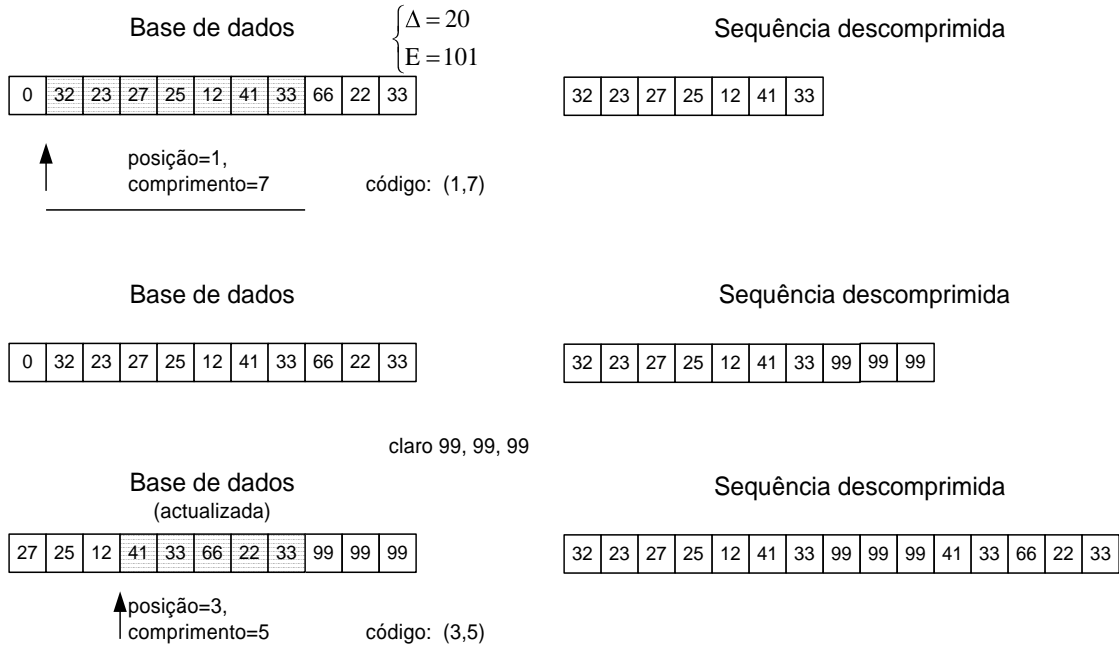 Base de dados
Δ = 20
E = 101
Sequência descomprimida
0 32 23 27 25 12 41 33 66 22 33
32 23 27 25 12 41 33
posição=1,
comprimento=7
código: (1,7)
Base de dados
Sequência descomprimida
0 32 23 27 25 12 41 33 66 22 33
32 23 27 25 12 41 33 99 99 99
claro 99, 99, 99
Base de dados
(actualizada)
Sequência descomprimida
27 25 12 41 33 66 22 33 99 99 99
32 23 27 25 12 41 33 99 99 99 41 33 66 22 33
posição=3,
comprimento=5
código: (3,5)